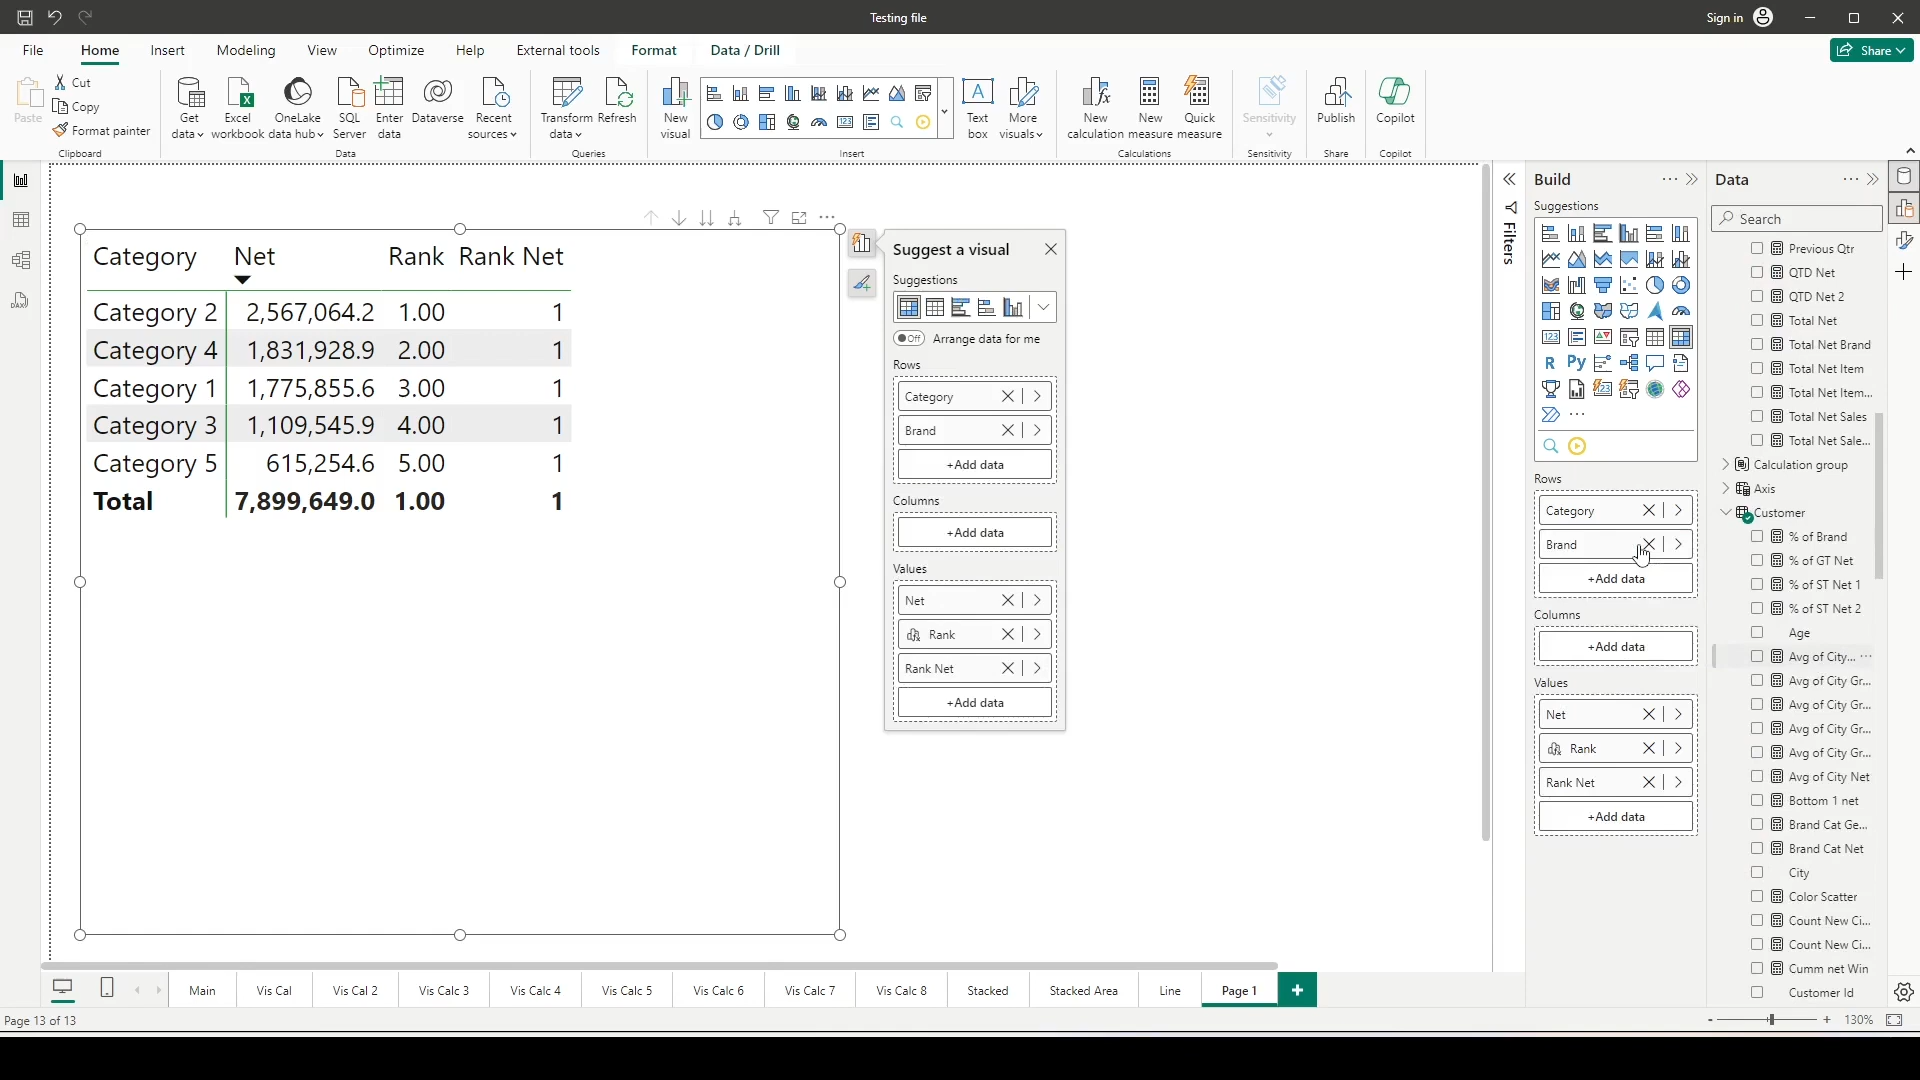 Testing file
Sign in
File
Home
Insert
Modeling
View
Optimize
Help
External tools
Format
Data / Drill
Share
Paste
Cut
Copy
Format painter
Clipboard
Get data
Excel workbook
OneLake data hub
SQL Server
Enter data
Dataverse
Recent sources
Data
Transform data
Refresh
Queries
New visual
Text box
More visuals
Insert
New calculation
New measure
Quick measure
Calculations
Sensitivity
Sensitivity
Publish
Share
Copilot
Copilot
Category Net Rank Rank Net
Category 2 2,567,064.2 1.00 1
Category 4 1,831,928.9 2.00 1
Category 1 1,775,855.6 3.00 1
Category 3 1,109,545.9 4.00 1
Category 5 615,254.6 5.00 1
Total 7,899,649.0 1.00 1
Suggest a visual
Suggestions
Off Arrange data for me
Rows
Category
Brand
+Add data
Columns
+Add data
Values
Net
Rank
Rank Net
+Add data
Filters
Build
Suggestions
R Py
Rows
Category
Brand
+Add data
Columns
+Add data
Values
Net
Rank
Rank Net
+Add data
Data
Search
Previous Qtr
QTD Net
QTD Net 2
Total Net
Total Net Brand
Total Net Item
Total Net Item...
Total Net Sales
Total Net Sale...
Calculation group
Axis
Customer
% of Brand
% of GT Net
% of ST Net 1
% of ST Net 2
Age
Avg of City...
Avg of City Gr...
Avg of City Gr...
Avg of City Gr...
Avg of City Gr...
Avg of City Net
Bottom 1 net
Brand Cat Ge...
Brand Cat Net
City
Color Scatter
Count New Ci...
Count New Ci...
Cumm net Win
Customer Id
Main
Vis Cal
Vis Cal 2
Vis Calc 3
Vis Calc 4
Vis Calc 5
Vis Calc 6
Vis Calc 7
Vis Calc 8
Stacked
Stacked Area
Line
Page 1
Page 13 of 13
130%